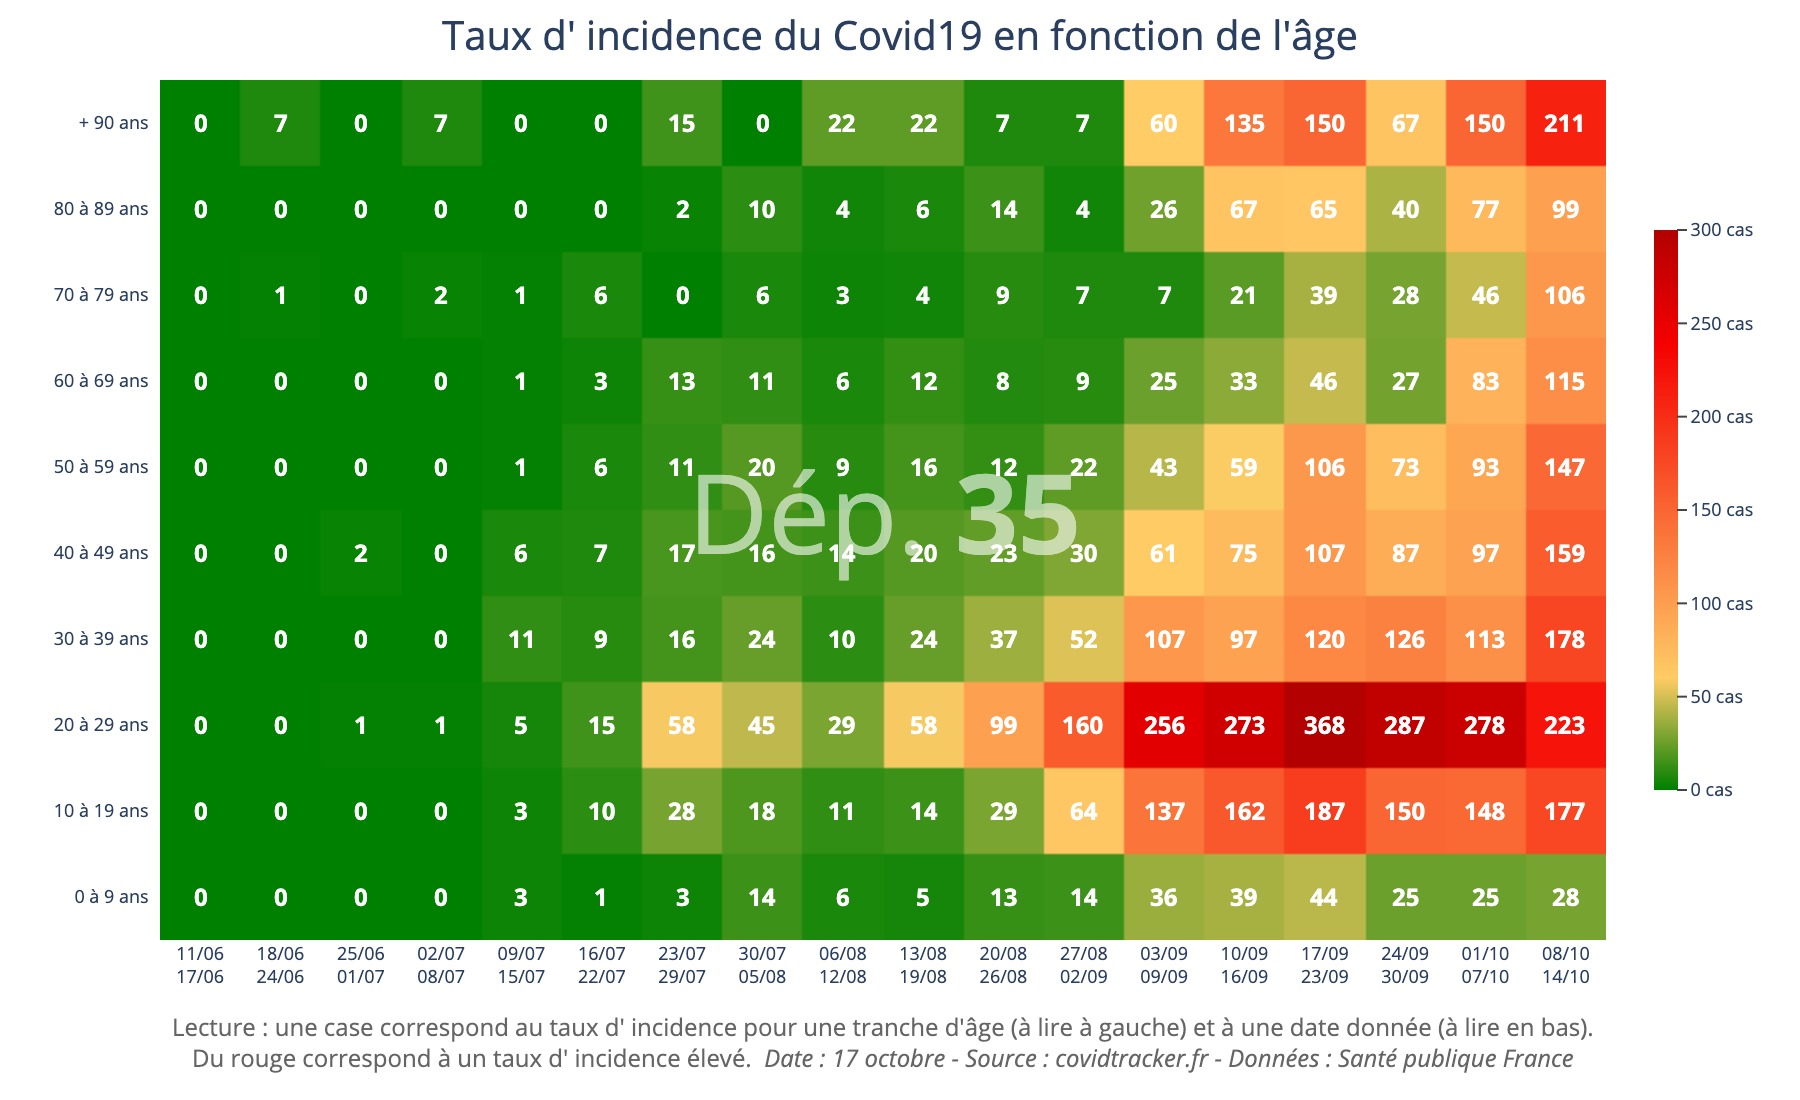 Taux d' incidence du Covid19 en fonction de l'âge
+ 90 ans 0 7 0 7 0 0 15 0 22 22 7 7 60 135 150 67 150 211
80 à 89 ans 0 0 0 0 0 0 2 10 4 6 14 4 26 67 65 40 77 99
70 à 79 ans 0 1 0 2 1 6 0 6 3 4 9 7 7 21 39 28 46 106
60 à 69 ans 0 0 0 0 1 3 13 11 6 12 8 9 25 33 46 27 83 115
50 à 59 ans 0 0 0 0 1 6 11 20 9 16 12 22 43 59 106 73 93 147
Dép. 35
40 à 49 ans 0 0 2 0 6 7 17 16 14 20 23 30 61 75 107 87 97 159
30 à 39 ans 0 0 0 0 11 9 16 24 10 24 37 52 107 97 120 126 113 178
20 à 29 ans 0 0 1 1 5 15 58 45 29 58 99 160 256 273 368 287 278 223
10 à 19 ans 0 0 0 0 3 10 28 18 11 14 29 64 137 162 187 150 148 177
0 à 9 ans 0 0 0 0 3 1 3 14 6 5 13 14 36 39 44 25 25 28
11/06 18/06 25/06 02/07 09/07 16/07 23/07 30/07 06/08 13/08 20/08 27/08 03/09 10/09 17/09 24/09 01/10 08/10
17/06 24/06 01/07 08/07 15/07 22/07 29/07 05/08 12/08 19/08 26/08 02/09 09/09 16/09 23/09 30/09 07/10 14/10
300 cas
250 cas
200 cas
150 cas
100 cas
50 cas
0 cas
Lecture : une case correspond au taux d' incidence pour une tranche d'âge (à lire à gauche) et à une date donnée (à lire en bas).
Du rouge correspond à un taux d' incidence élevé. Date : 17 octobre - Source : covidtracker.fr - Données : Santé publique France